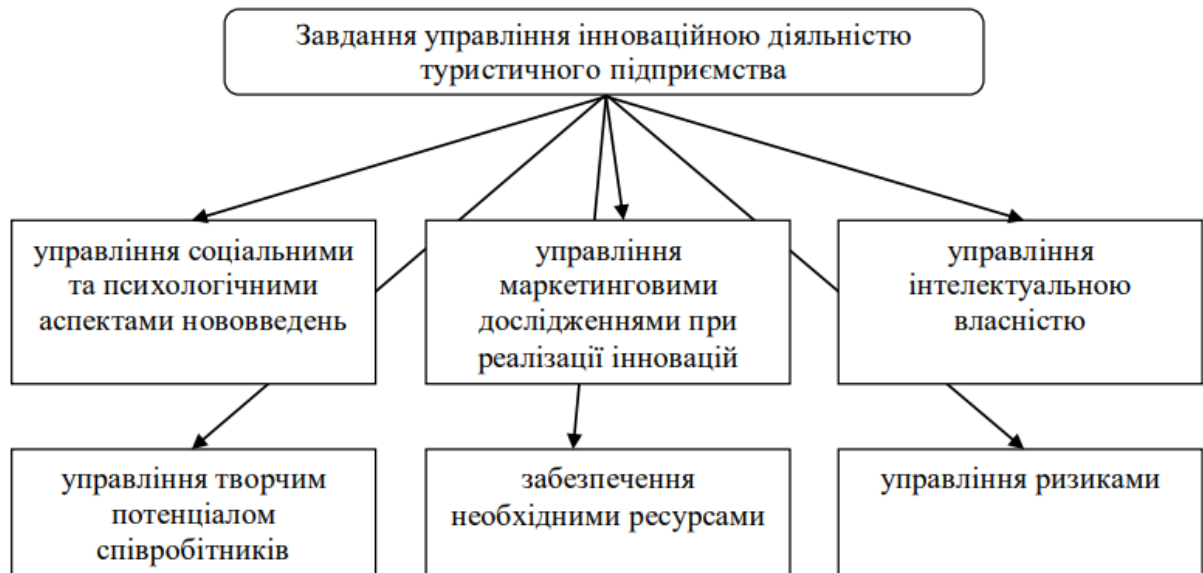 Завдання управління інноваційною діяльністю
туристичного підприємства
управління соціальними
та психологічними
аспектами нововведень
управління
маркетинговими
дослідженнями при
реалізації інновацій
управління
інтелектуальною
власністю
управління творчим
потенціалом
співробітників
забезпечення
необхідними ресурсами
управління ризиками